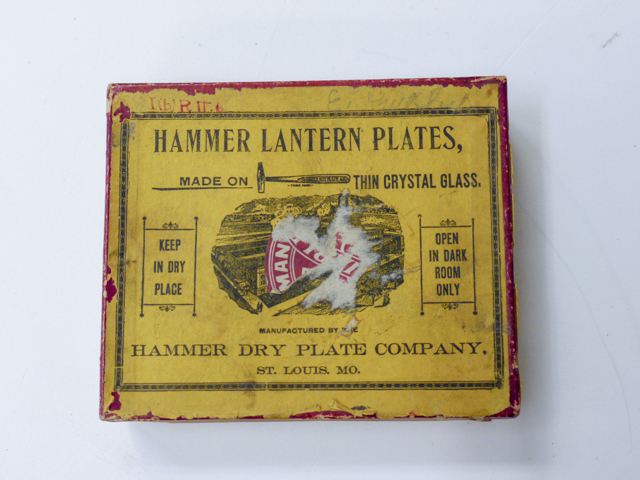 HAMMER LANTERN PLATES,
MADE ON THIN CRYSTAL GLASS.
KEEP
IN DRY
PLACE
MAN
OPEN
IN DARK
ROOM
ONLY
MANUFACTURED BY THE
HAMMER DRY PLATE COMPANY.
ST. LOUIS, MO.